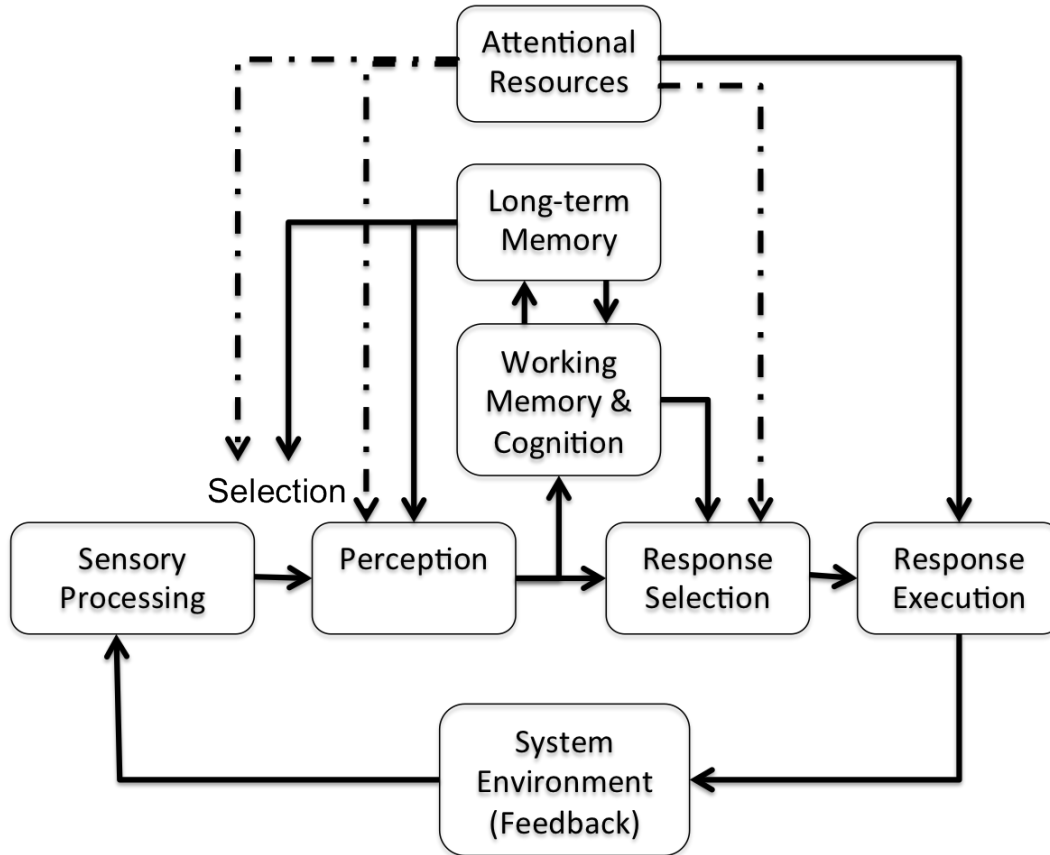 Attentional
Resources
Long-term
Memory
Working
Memory &
Cognition
Selection
Sensory
Processing
Perception
Response
Selection
Response
Execution
System
Environment
(Feedback)